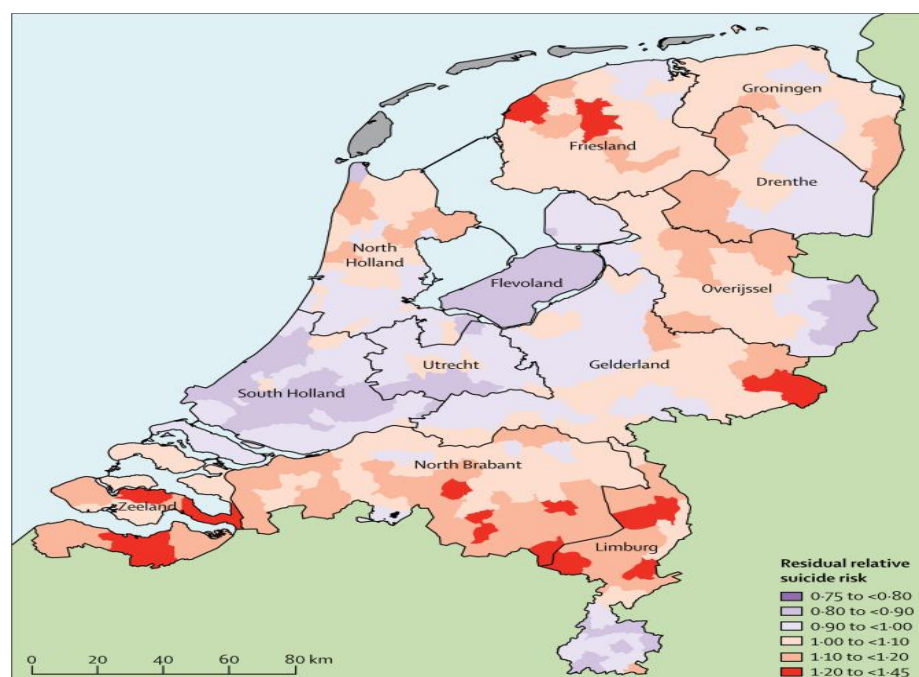 Groningen
Friesland
Drenthe
North
Holland
Flevoland
Overijssel
Utrecht
Gelderland
South Holland
North Brabant
Zeeland
Limburg
Residual relative
suicide risk
0·75 to <0·80
0·80 to <0·90
0·90 to <1·00
1·00 to <1·10
1·10 to <1·20
1·20 to <1·45
0 20 40 60 80 km